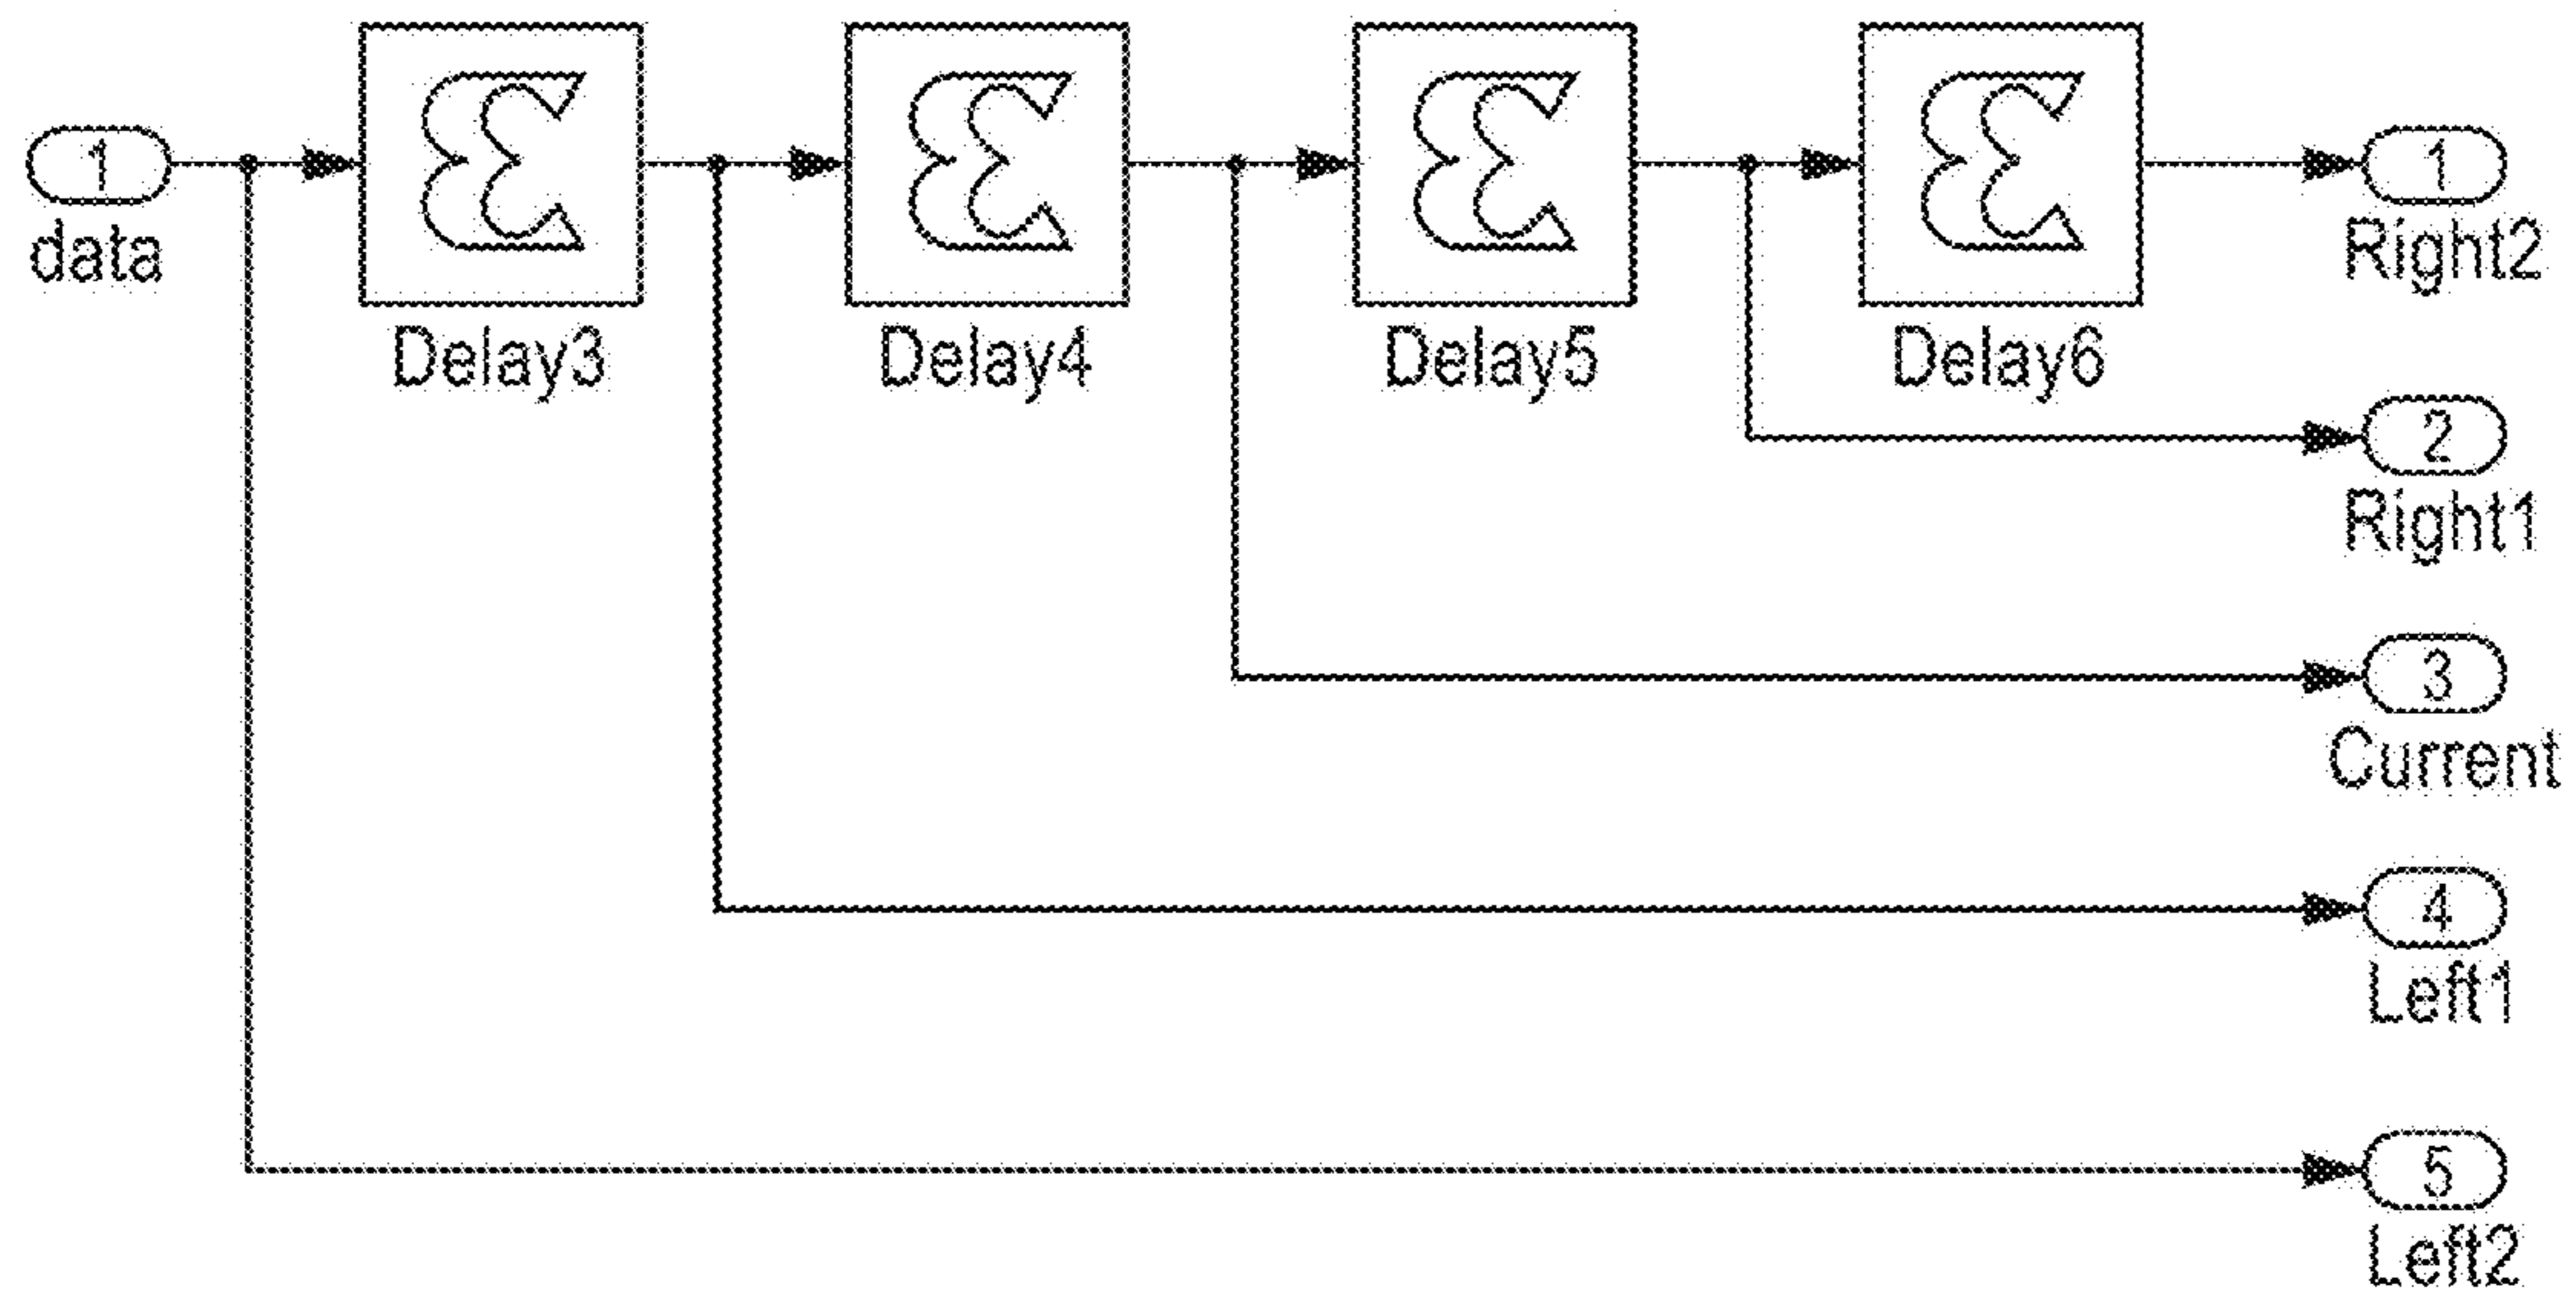 1
data
Delay3
Delay4
Delay5
Delay6
1
Right2
2
Right1
3
Current
4
Left1
5
Left2